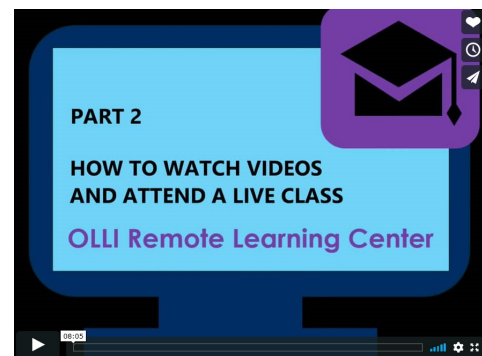 PART 2
HOW TO WATCH VIDEOS
AND ATTEND A LIVE CLASS
OLLI Remote Learning Center
08:05